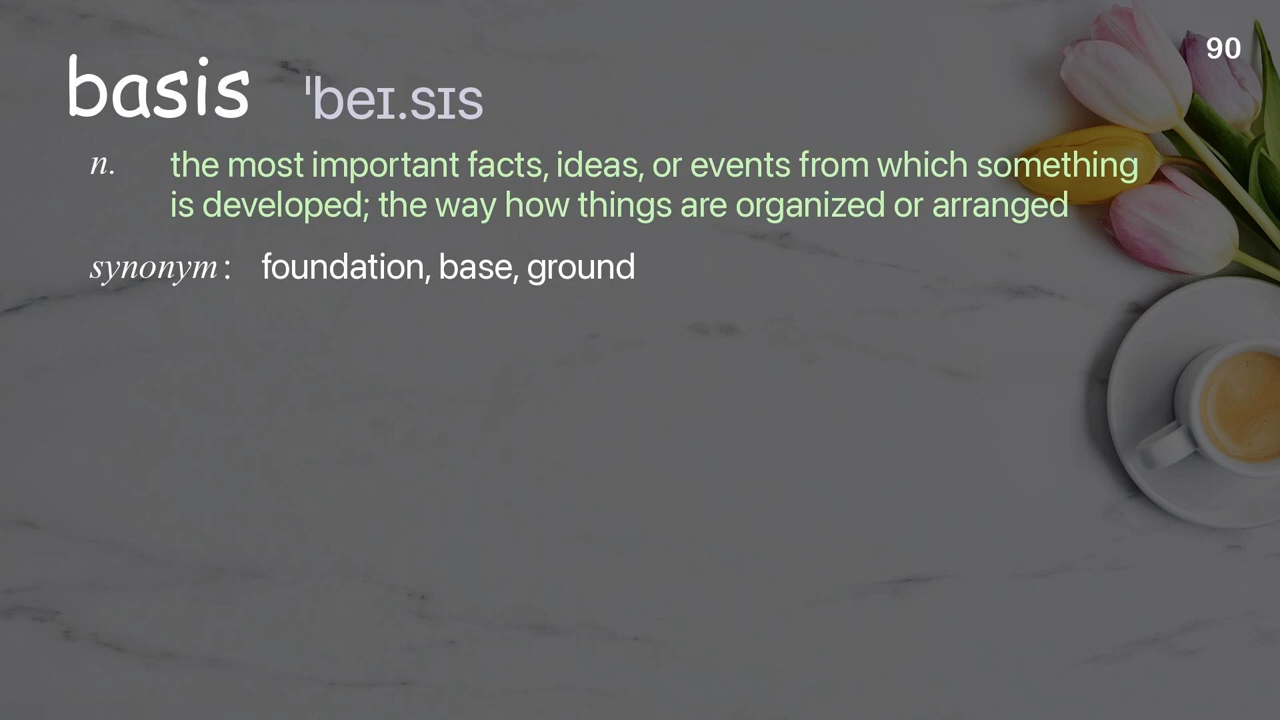 90
basis ˈbeɪ.sɪs
n. the most important facts, ideas, or events from which something
is developed; the way how things are organized or arranged
synonym : foundation, base, ground